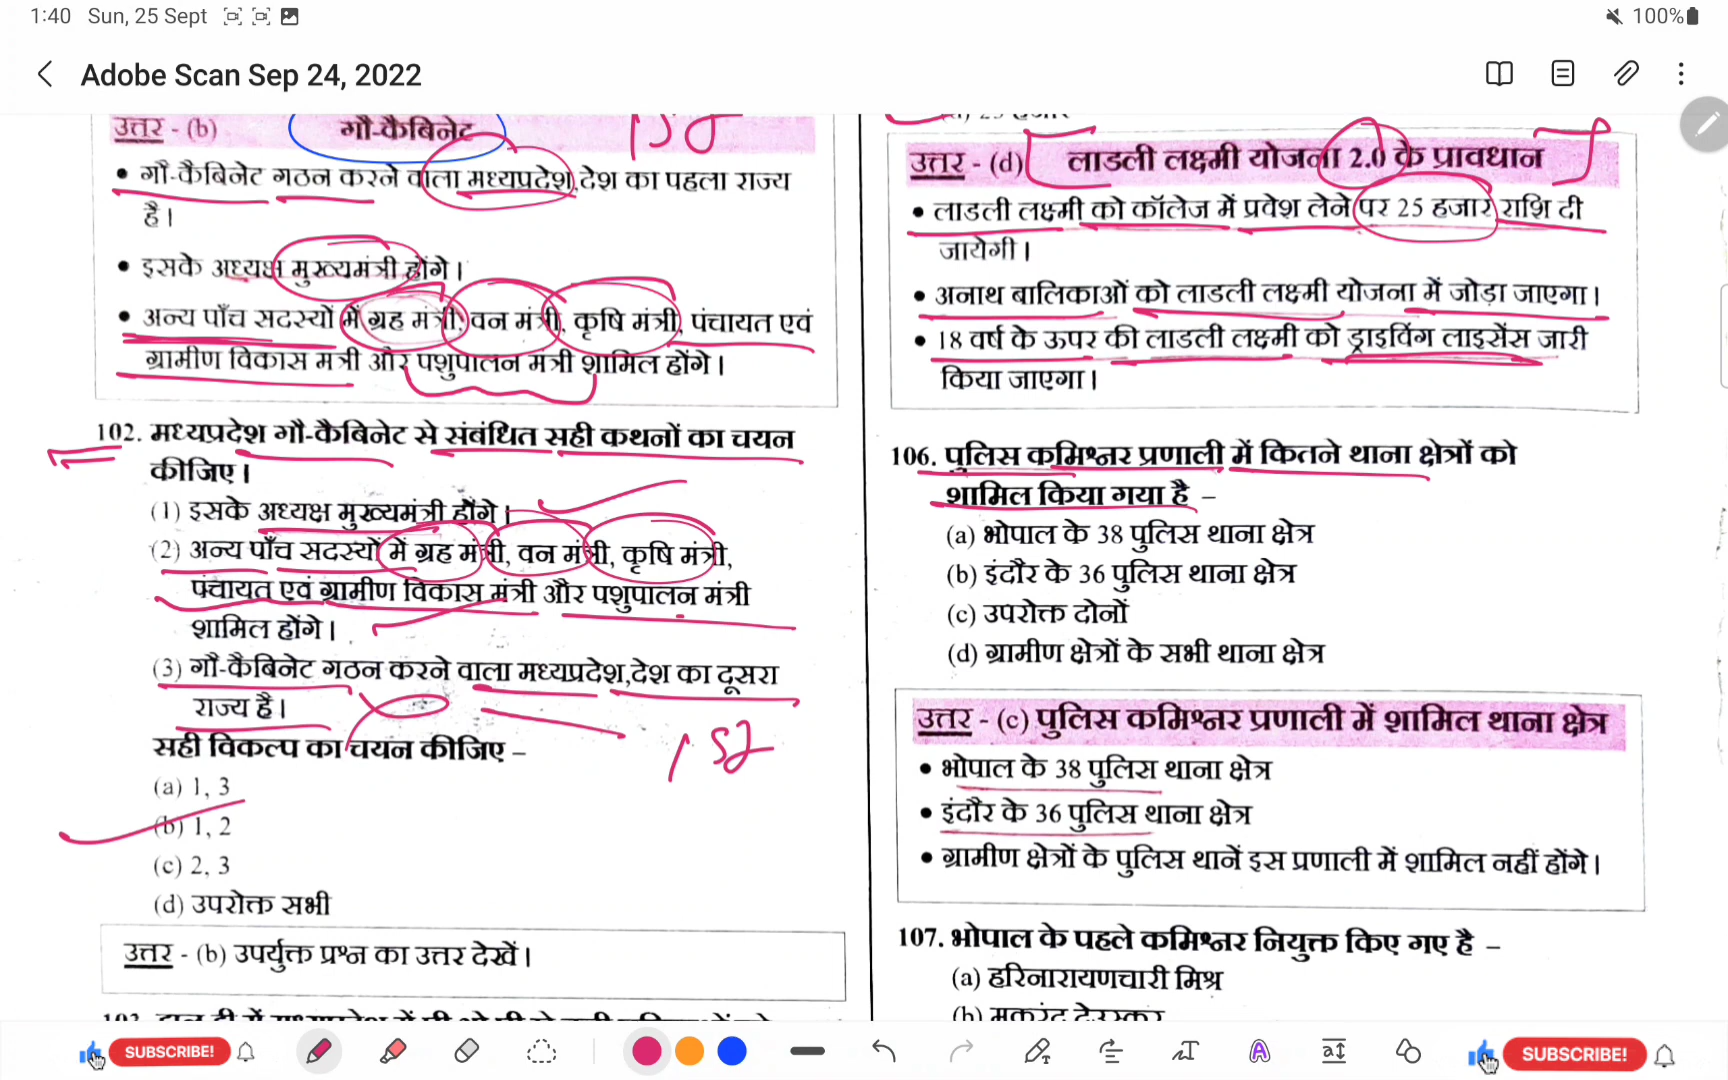 1:40 Sun, 25 Sept
100%
Adobe Scan Sep 24, 2022
उत्तर - (b) गौ-कैबिनेट
• गौ-कैबिनेट गठन करने वाला मध्यप्रदेश, देश का पहला राज्य
है।
• इसके अध्यक्ष मुख्यमंत्री होंगे।
• अन्य पाँच सदस्यों में ग्रह मंत्री, वन मंत्री, कृषि मंत्री, पंचायत एवं
ग्रामीण विकास मंत्री और पशुपालन मंत्री शामिल होंगे।
102. मध्यप्रदेश गौ-कैबिनेट से संबंधित सही कथनों का चयन
कीजिए।
(1) इसके अध्यक्ष मुख्यमंत्री होंगे।
(2) अन्य पाँच सदस्यों में ग्रह मंत्री, वन मंत्री, कृषि मंत्री,
पंचायत एवं ग्रामीण विकास मंत्री और पशुपालन मंत्री
शामिल होंगे।
(3) गौ-कैबिनेट गठन करने वाला मध्यप्रदेश,देश का दूसरा
राज्य है।
1st
सही विकल्प का चयन कीजिए –
(a) 1, 3
(b) 1, 2
(c) 2, 3
(d) उपरोक्त सभी
उत्तर - (b) उपर्युक्त प्रश्न का उत्तर देखें।
उत्तर - (d) लाडली लक्ष्मी योजना 2.0 के प्रावधान
• लाडली लक्ष्मी को कॉलेज में प्रवेश लेने पर 25 हजार राशि दी
जायेगी।
• अनाथ बालिकाओं को लाडली लक्ष्मी योजना में जोड़ा जाएगा।
• 18 वर्ष के ऊपर की लाडली लक्ष्मी को ड्राइविंग लाइसेंस जारी
किया जाएगा।
106. पुलिस कमिश्नर प्रणाली में कितने थाना क्षेत्रों को
शामिल किया गया है –
(a) भोपाल के 38 पुलिस थाना क्षेत्र
(b) इंदौर के 36 पुलिस थाना क्षेत्र
(c) उपरोक्त दोनों
(d) ग्रामीण क्षेत्रों के सभी थाना क्षेत्र
उत्तर - (c) पुलिस कमिश्नर प्रणाली में शामिल थाना क्षेत्र
• भोपाल के 38 पुलिस थाना क्षेत्र
• इंदौर के 36 पुलिस थाना क्षेत्र
• ग्रामीण क्षेत्रों के पुलिस थानें इस प्रणाली में शामिल नहीं होंगे।
107. भोपाल के पहले कमिश्नर नियुक्त किए गए है –
(a) हरिनारायणचारी मिश्र
(b) मकरंद देउस्कर
SUBSCRIBE!
SUBSCRIBE!